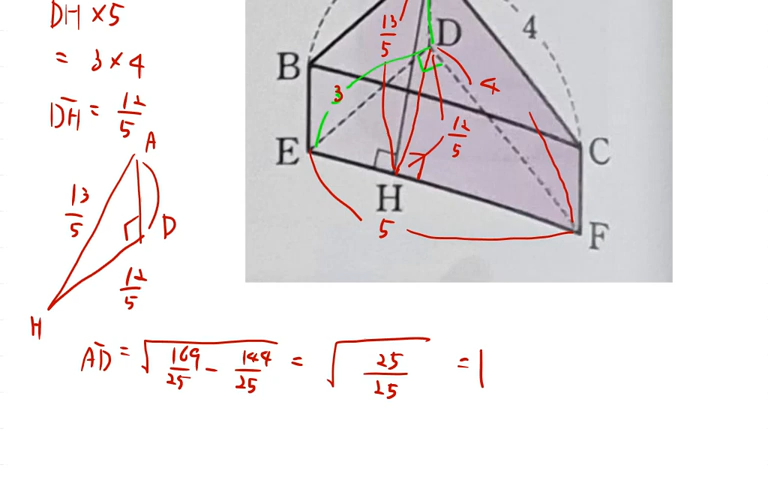 DH × 5
= 3 × 4
DH = 12/5
A
13/5
D
12/5
H
13/5
D
4
B
3
4
12/5
E
C
H
5
F
AD = √169/25 - 144/25 = √25/25 = 1